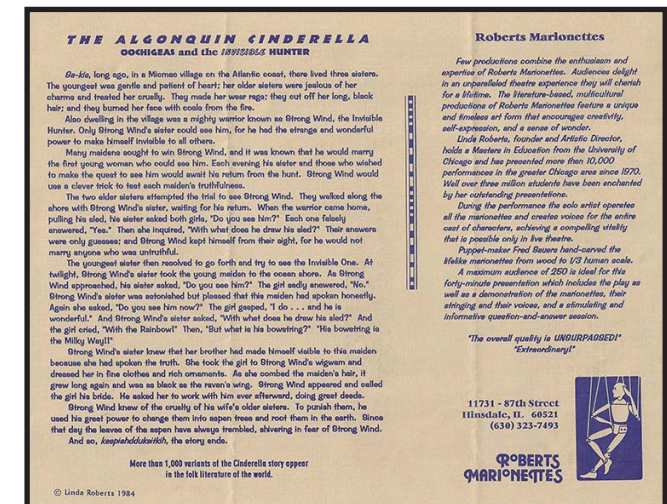 THE ALGONQUIN CINDERELLA
OOCHIGEAS and the INVISIBLE HUNTER
Ga-kis, long ago, in a Micmac village on the Atlantic coast, there lived three sisters.
The youngest was gentle and patient of heart; her older sisters were jealous of her
charms and treated her cruelly. They made her wear rags; they cut off her long, black
hair; and they burned her face with coals from the fire.
Also dwelling in the village was a mighty warrior known as Strong Wind, the Invisible
Hunter. Only Strong Wind's sister could see him, for he had the strange and wonderful
power to make himself invisible to all others.
Many maidens sought to win Strong Wind, and it was known that he would marry
the first young women who could see him. Each evening his sister and those who wished
to make the quest to see him would await his return from the hunt. Strong Wind would
use a clever trick to test each maiden's truthfulness.
The two elder sisters attempted the trial to see Strong Wind. They walked along the
shore with Strong Wind's sister, waiting for his return. When the warrior came home,
pulling his sled, his sister asked both girls, "Do you see him?" Each one falsely
answered, "Yes." Then she inquired, "With what does he draw his sled?" Their answers
were only guesses; and Strong Wind kept himself from their sight, for he would not
marry anyone who was untruthful.
The youngest sister then resolved to go forth and try to see the Invisible One. At
twilight, Strong Wind's sister took the young maiden to the ocean shore. As Strong
Wind approached, his sister asked, "Do you see him?" The girl sadly answered, "No."
Strong Wind's sister was astonished but pleased that this maiden had spoken honestly.
Again she asked, "Do you see him now?" The girl gasped, "I do . . . and he is
wonderful." And Strong Wind's sister asked, "With what does he draw his sled?" And
the girl cried, "With the Rainbow!! Then, "But what is his bowstring?" "His bowstring is
the Milky Way!!"
Strong Wind's sister knew that her brother had made himself visible to this maiden
because she had spoken the truth. She took the girl to Strong Wind's wigwam and
dressed her in fine clothes and rich ornaments. As she combed the maiden's hair, it
grew long again and was as black as the raven's wing. Strong Wind appeared and called
the girl his bride. He asked her to work with him ever afterward, doing great deeds.
Strong Wind knew of the cruelty of his wife's older sisters. To punish them, he
used his great power to change them into aspen trees and root them in the earth. Since
that day the leaves of the aspen have always trembled, shivering in fear of Strong Wind.
And so, kespiahdduksitkih, the story ends.
More than 1,000 variants of the Cinderella story appear
in the folk literature of the world.
© Linda Roberts 1984
Roberts Marionettes
Few productions combine the enthusiasm and
expertise of Roberts Marionettes. Audiences delight
in an unparalleled theatre experience they will cherish
for a lifetime. The literature-based, multicultural
productions of Roberts Marionettes feature a unique
and timeless art form that encourages creativity,
self-expression, and a sense of wonder.
Linda Roberts, founder and Artistic Director,
holds a Masters in Education from the University of
Chicago and has presented more than 10,000
performances in the greater Chicago area since 1970.
Well over three million students have been enchanted
by her outstanding presentations.
During the performance the solo artist operates
all the marionettes and creates voices for the entire
cast of characters, achieving a compelling vitality
that is possible only in live theatre.
Puppet-maker Fred Sauers hand-carved the
lifelike marionettes from wood to 1/3 human scale.
A maximum audience of 250 is ideal for this
forty-minute presentation which includes the play as
well as a demonstration of the marionettes, their
stringing and their voices, and a stimulating and
informative question-and-answer session.
"The overall quality is UNSURPASSED!"
"Extraordinary!"
11731 - 87th Street
Hinsdale, IL 60521
(630) 323-7493
ROBERTS
MARIONETTES